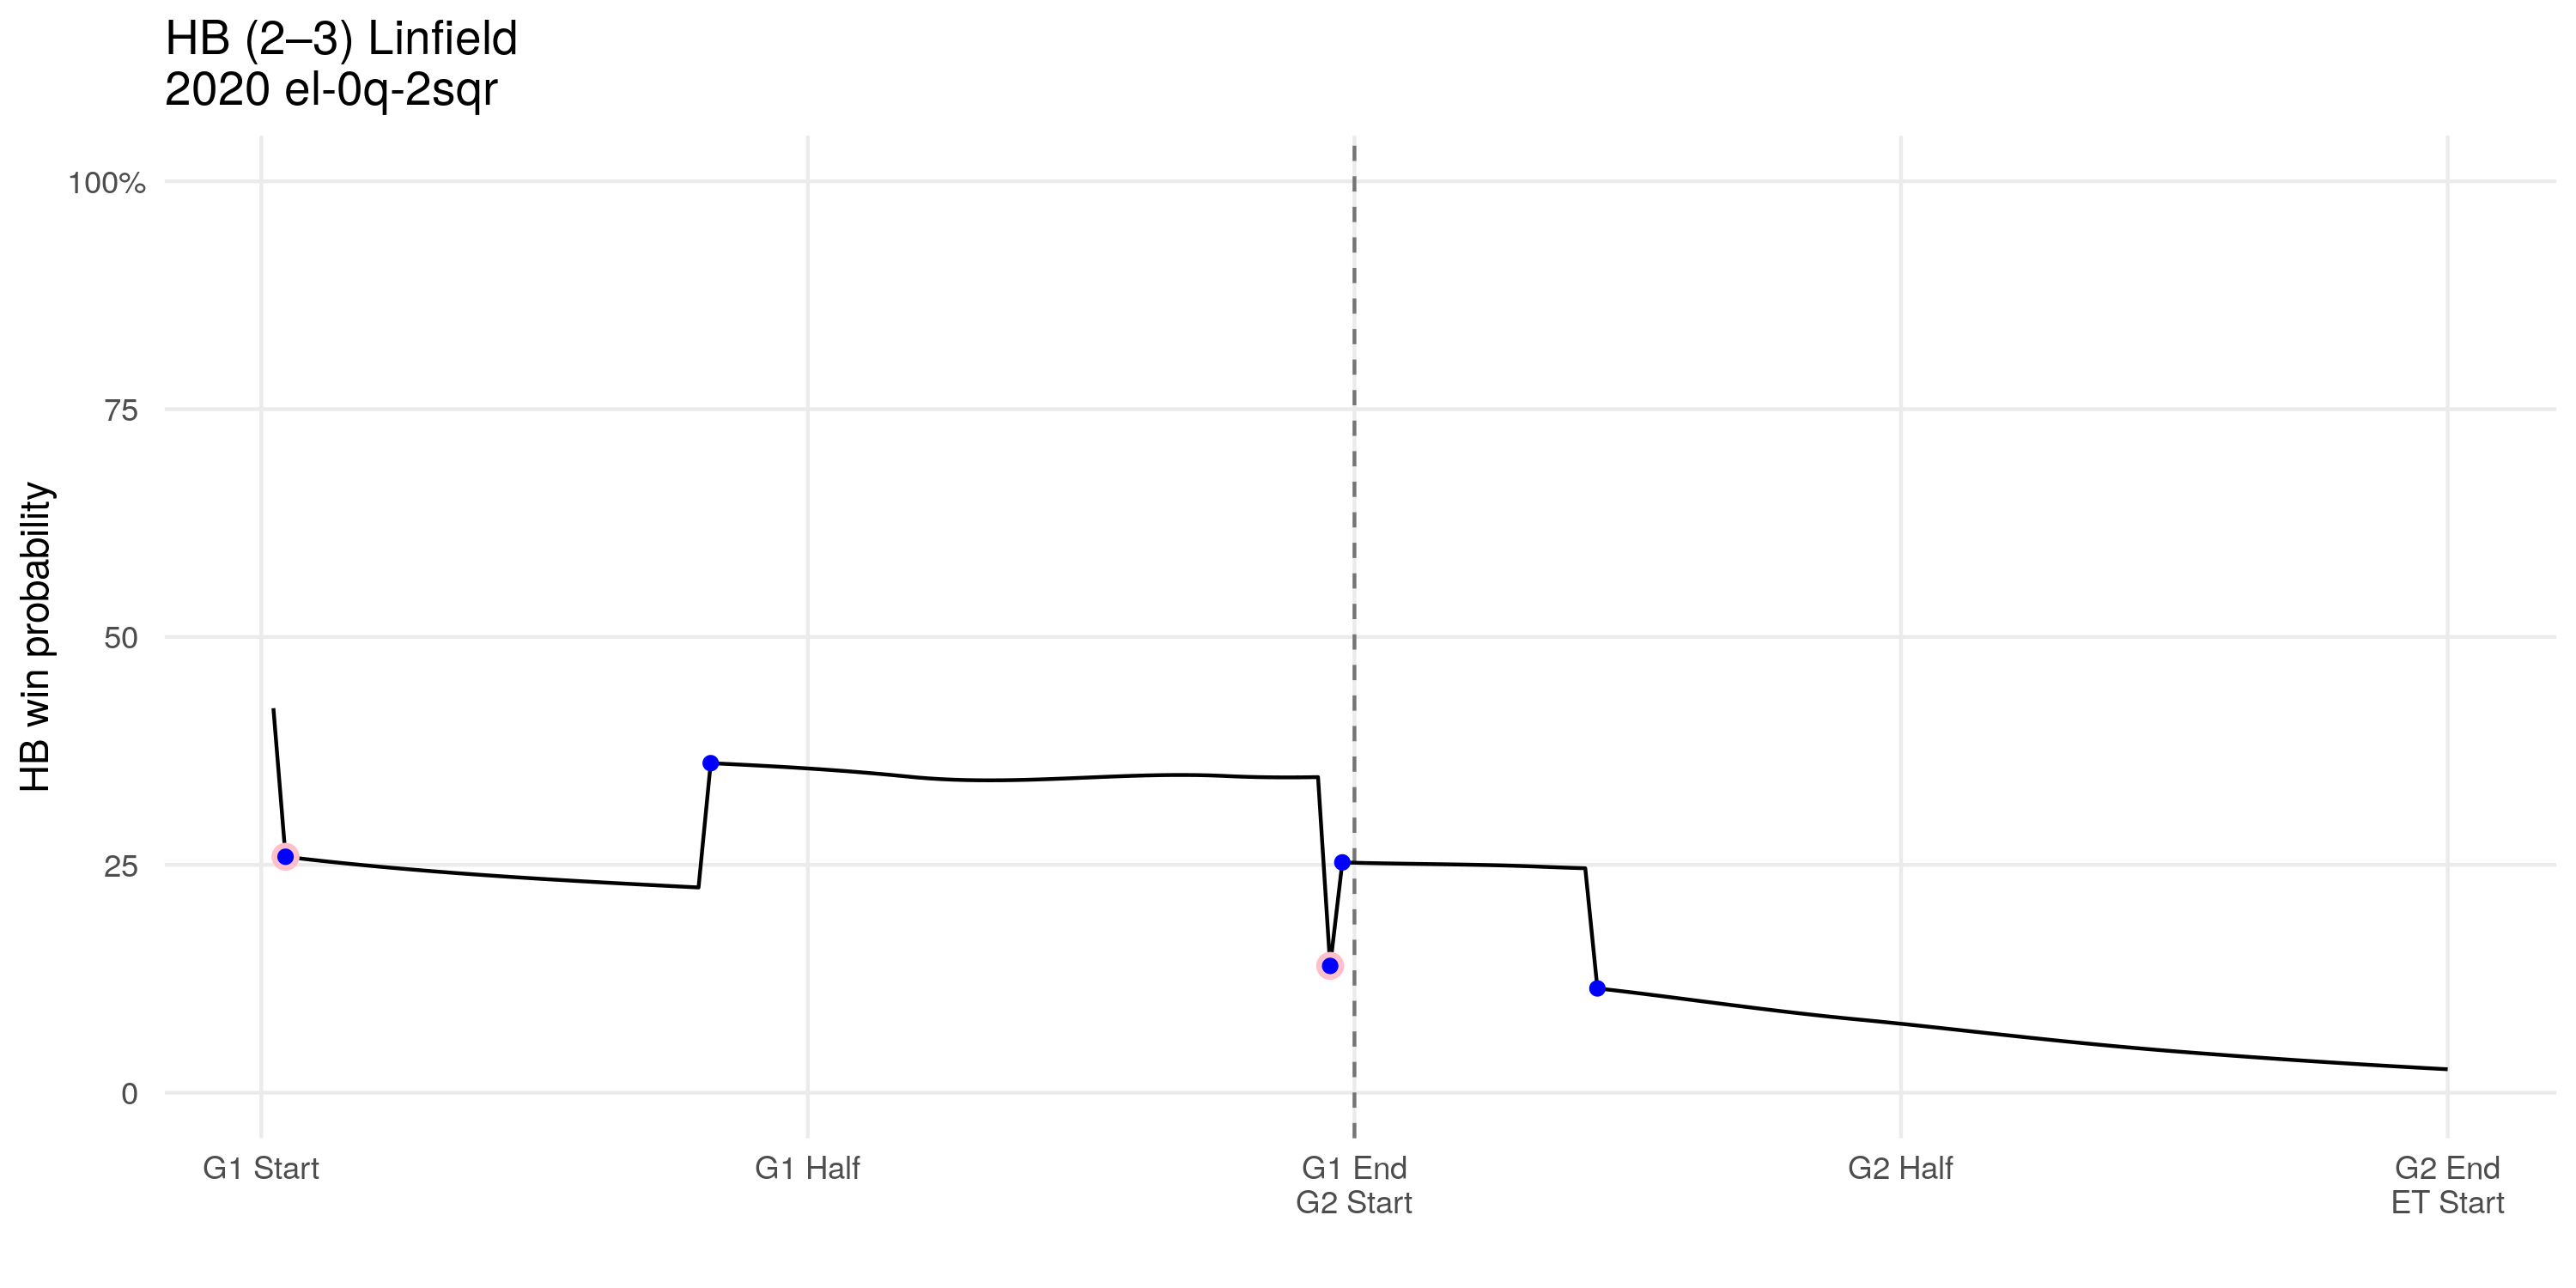 HB (2–3) Linfield
2020 el-0q-2sqr
HB win probability
100%
75
50
25
0
G1 Start
G1 Half
G1 End
G2 Start
G2 Half
G2 End
ET Start